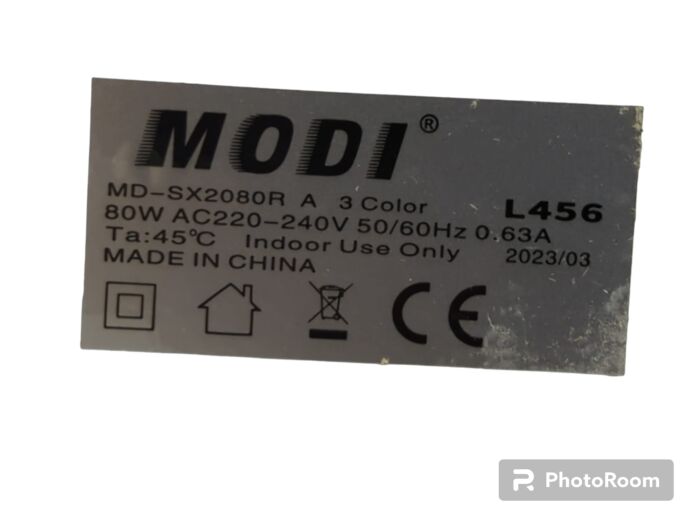 MODI®
MD-SX2080R A 3 Color L456
80W AC220-240V 50/60Hz 0.63A
Ta:45°C Indoor Use Only 2023/03
MADE IN CHINA
CE
PhotoRoom